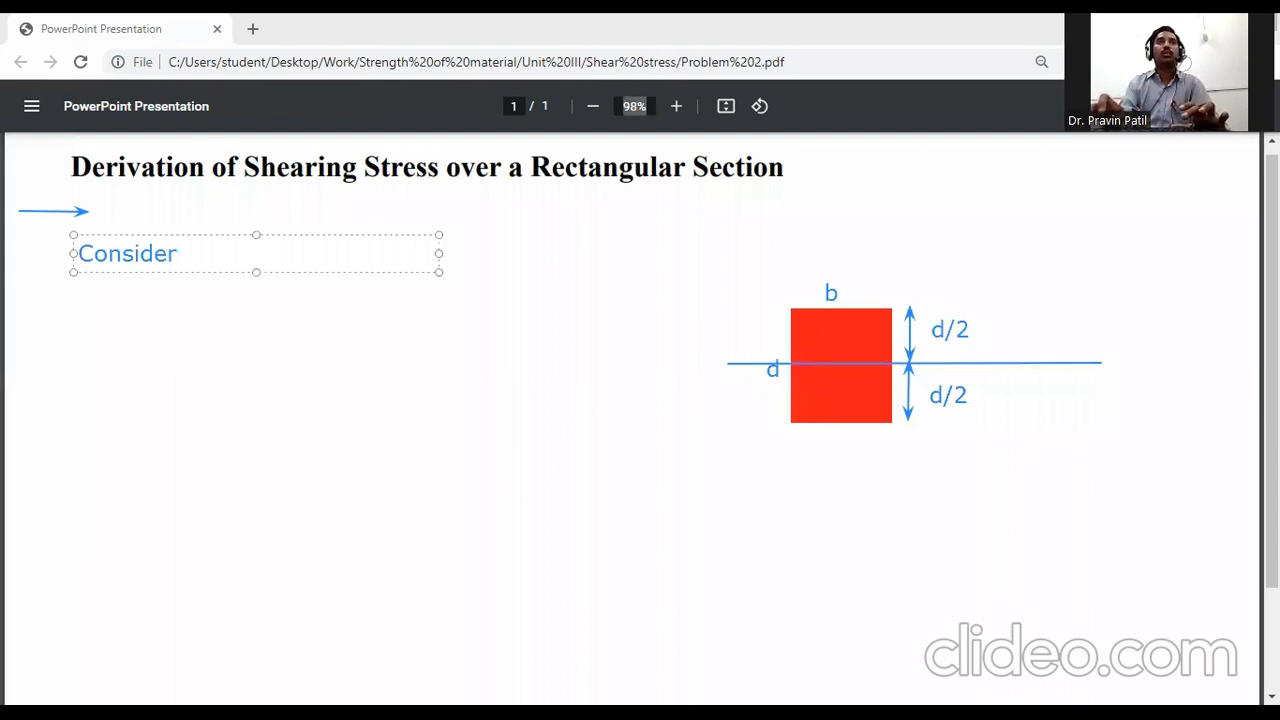 PowerPoint Presentation
File C:/Users/student/Desktop/Work/Strength%20of%20material/Unit%20III/Shear%20stress/Problem%202.pdf
PowerPoint Presentation 1 / 1 98%
Dr. Pravin Patil
Derivation of Shearing Stress over a Rectangular Section
Consider
b
d/2
d
d/2
clideo.com